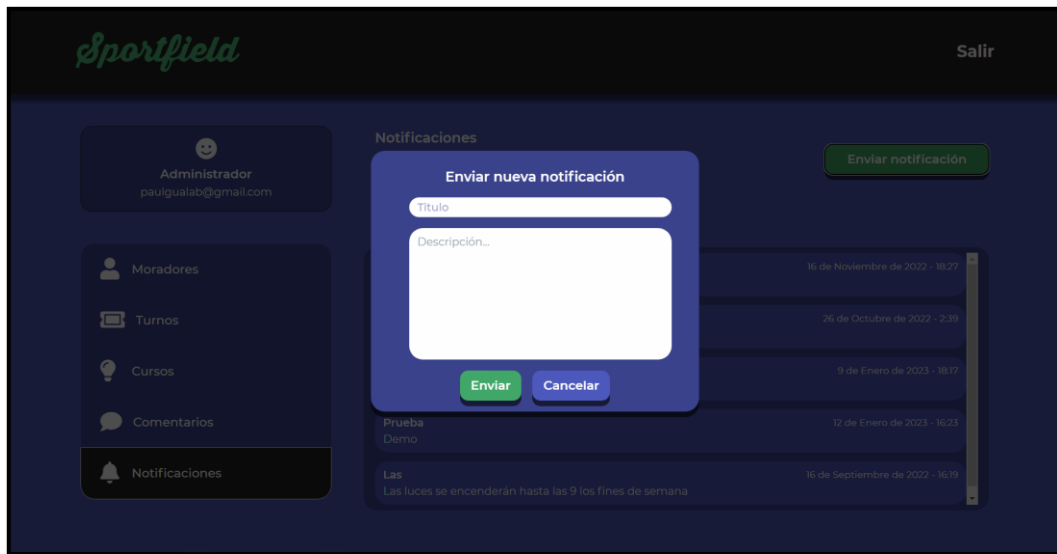 Sportfield
Salir
Administrador
paulgualab@gmail.com
Moradores
Turnos
Cursos
Comentarios
Notificaciones
Notificaciones
Enviar notificación
Enviar nueva notificación
Título
Descripción...
Enviar
Cancelar
16 de Noviembre de 2022 - 18:27
26 de Octubre de 2022 - 2:39
9 de Enero de 2023 - 18:17
Prueba
12 de Enero de 2023 - 16:23
Demo
Las
16 de Septiembre de 2022 - 16:19
Las luces se encenderán hasta las 9 los fines de semana